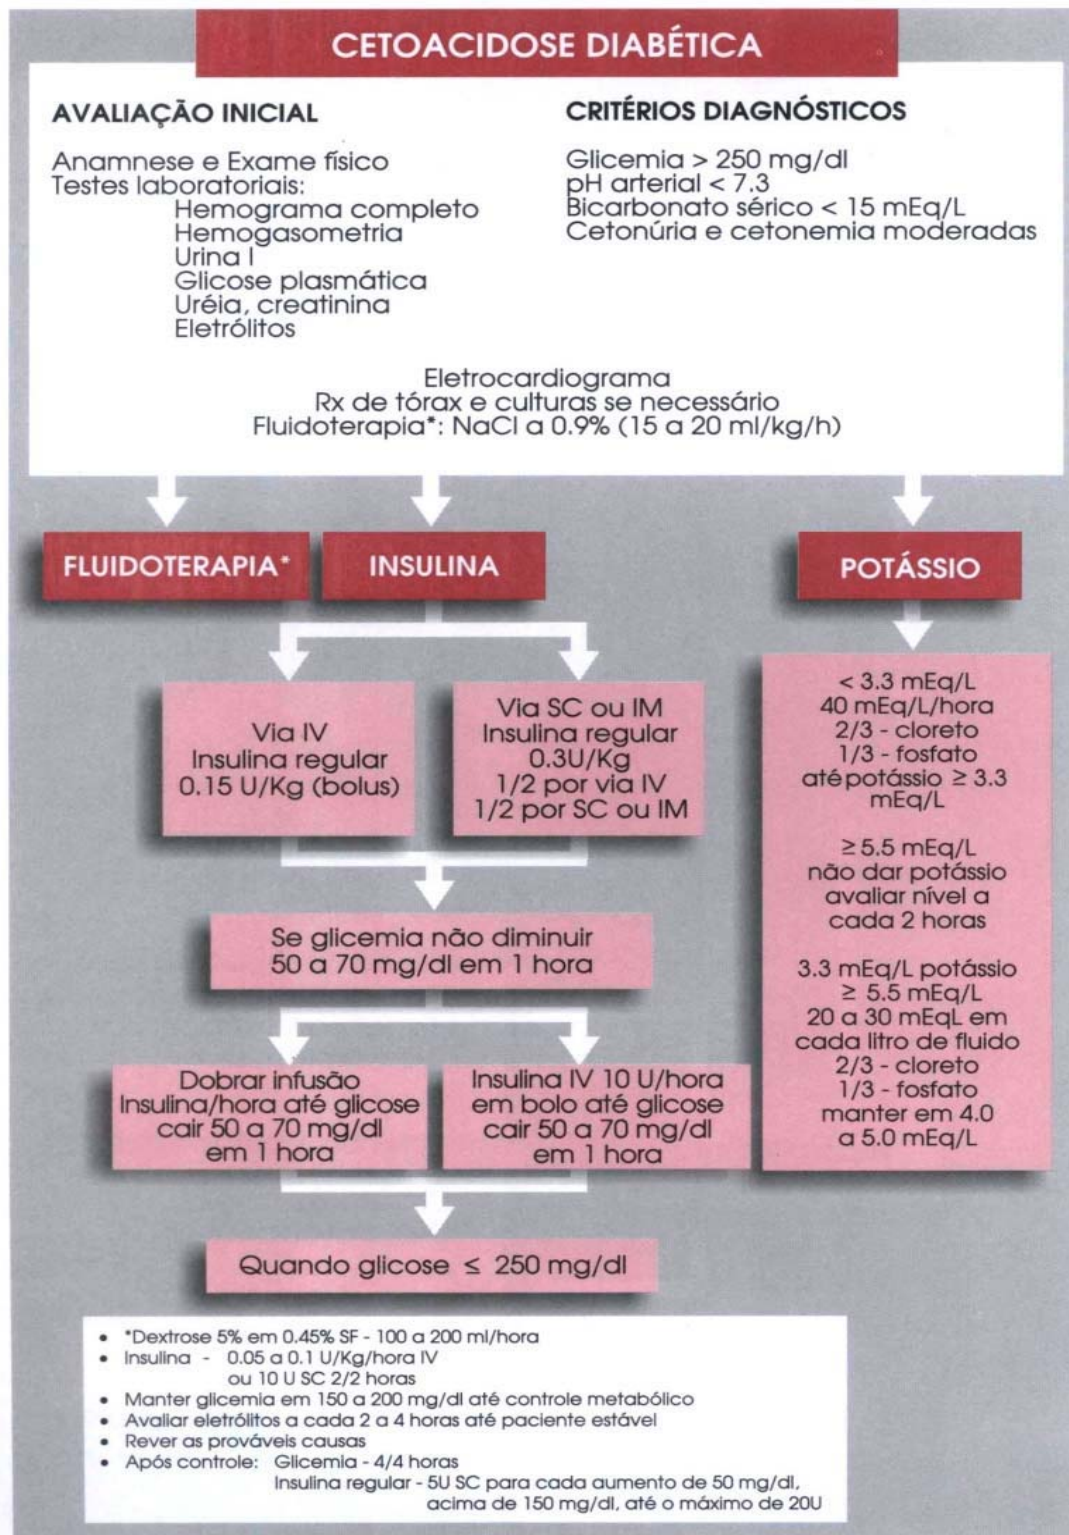 CETOACIDOSE DIABÉTICA
AVALIAÇÃO INICIAL
Anamnese e Exame físico
Testes laboratoriais:
Hemograma completo
Hemogasometria
Urina I
Glicose plasmática
Uréia, creatinina
Eletrólitos
CRITÉRIOS DIAGNÓSTICOS
Glicemia > 250 mg/dl
pH arterial < 7.3
Bicarbonato sérico < 15 mEq/L
Cetonúria e cetonemia moderadas
Eletrocardiograma
Rx de tórax e culturas se necessário
Fluidoterapia*: NaCl a 0.9% (15 a 20 ml/kg/h)
FLUIDOTERAPIA*
INSULINA
POTÁSSIO
Via IV
Insulina regular
0.15 U/Kg (bolus)
Via SC ou IM
Insulina regular
0.3U/Kg
1/2 por via IV
1/2 por SC ou IM
Se glicemia não diminuir
50 a 70 mg/dl em 1 hora
Dobrar infusão
Insulina/hora até glicose
cair 50 a 70 mg/dl
em 1 hora
Insulina IV 10 U/hora
em bolo até glicose
cair 50 a 70 mg/dl
em 1 hora
Quando glicose ≤ 250 mg/dl
< 3.3 mEq/L
40 mEq/L/hora
2/3 - cloreto
1/3 - fosfato
até potássio ≥ 3.3
mEq/L
≥ 5.5 mEq/L
não dar potássio
avaliar nível a
cada 2 horas
3.3 mEq/L potássio
≥ 5.5 mEq/L
20 a 30 mEqL em
cada litro de fluido
2/3 - cloreto
1/3 - fosfato
manter em 4.0
a 5.0 mEq/L
• *Dextrose 5% em 0.45% SF - 100 a 200 ml/hora
• Insulina - 0.05 a 0.1 U/Kg/hora IV
ou 10 U SC 2/2 horas
• Manter glicemia em 150 a 200 mg/dl até controle metabólico
• Avaliar eletrólitos a cada 2 a 4 horas até paciente estável
• Rever as prováveis causas
• Após controle: Glicemia - 4/4 horas
Insulina regular - 5U SC para cada aumento de 50 mg/dl,
acima de 150 mg/dl, até o máximo de 20U